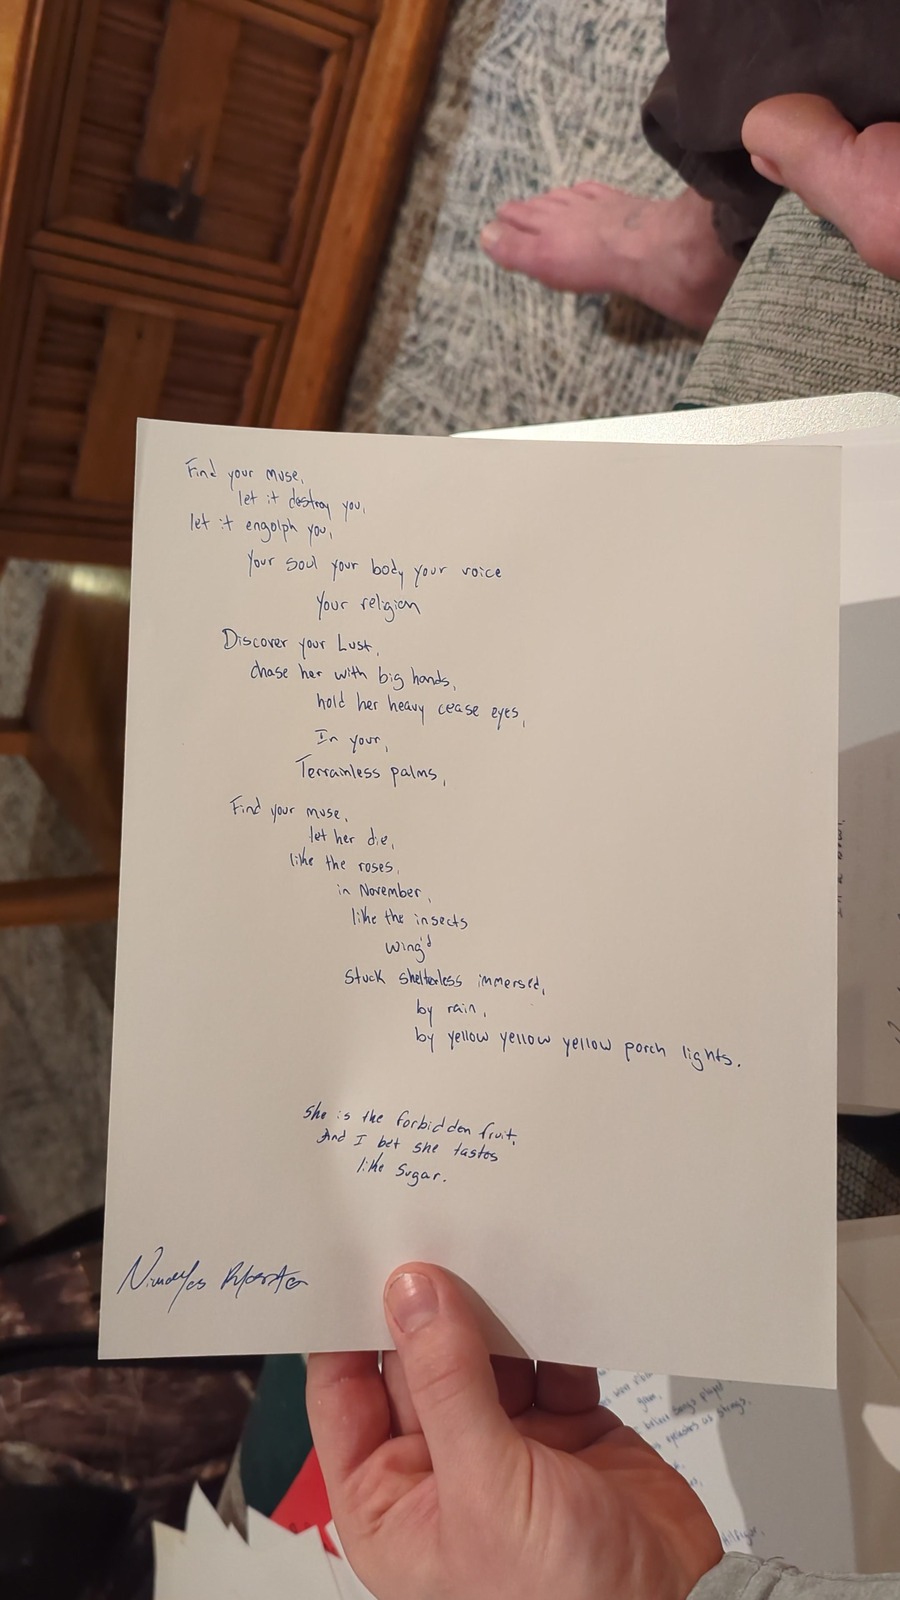 Find your muse,
let it destroy you,
let it engolph you,
Your soul your body your voice
Your religion
Discover your Lust,
chase her with big hands,
hold her heavy cease eyes,
In your,
Terrainless palms,
Find your muse,
let her die,
like the roses,
in November,
like the insects
wing'd
Stuck shelterless immersed,
by rain,
by yellow yellow yellow porch lights.
She is the forbidden fruit,
And I bet she tastes
like Sugar.